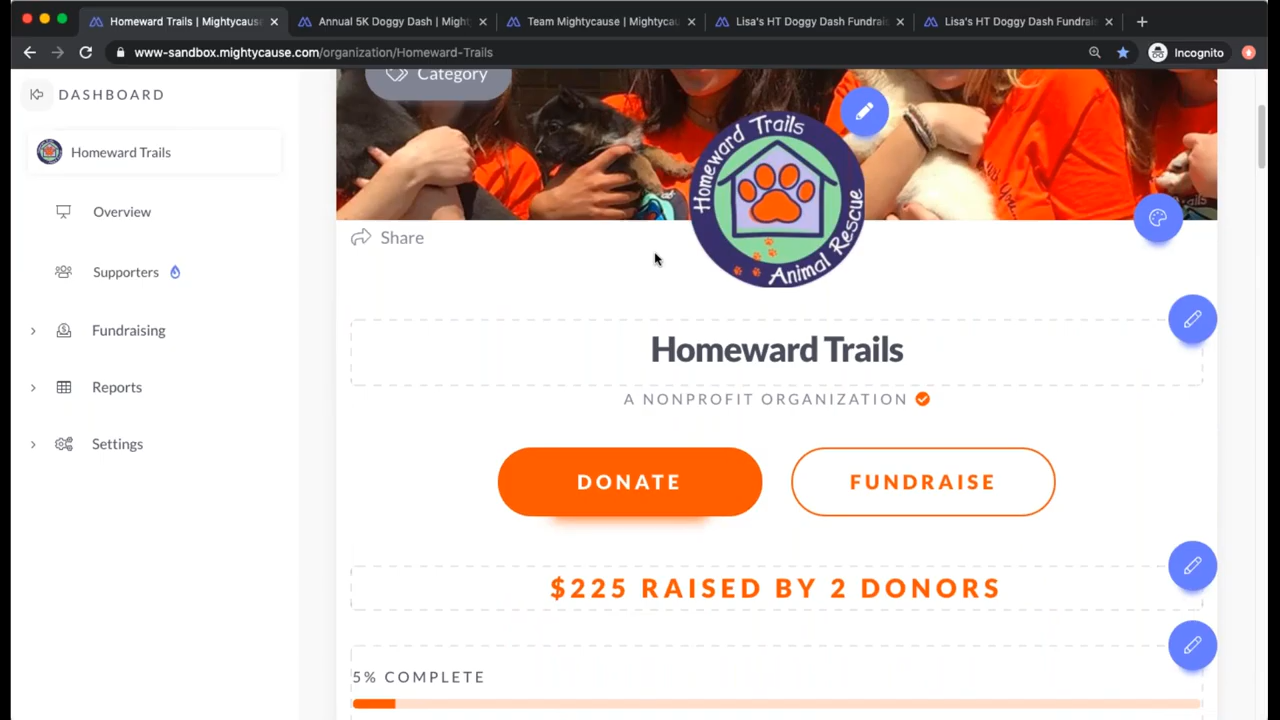 Homeward Trails | Mightycause
Annual 5K Doggy Dash | Might
Team Mightycause | Mightycau
Lisa's HT Doggy Dash Fundrais
Lisa's HT Doggy Dash Fundrais
www-sandbox.mightycause.com/organization/Homeward-Trails
Incognito
DASHBOARD
Homeward Trails
Overview
Supporters
Fundraising
Reports
Settings
Category
Homeward Trails
Animal Rescue
Share
Homeward Trails
A NONPROFIT ORGANIZATION
DONATE
FUNDRAISE
$225 RAISED BY 2 DONORS
5% COMPLETE